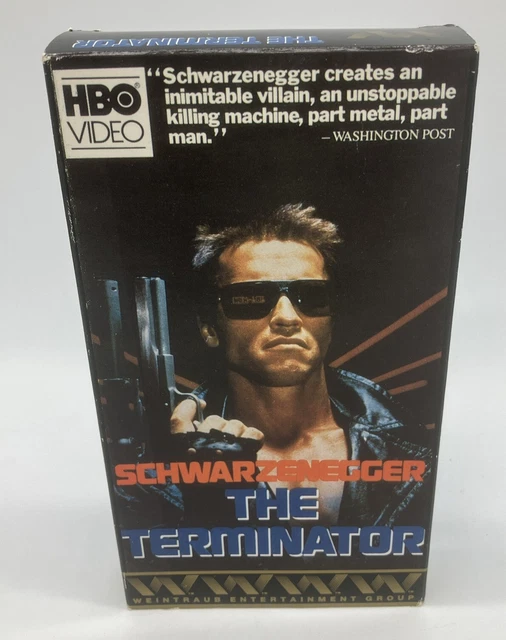 THE TERMINATOR
HBO®
VIDEO
“Schwarzenegger creates an
inimitable villain, an unstoppable
killing machine, part metal, part
man.”
– WASHINGTON POST
SCHWARZENEGGER
THE
TERMINATOR
WEINTRAUB ENTERTAINMENT GROUP